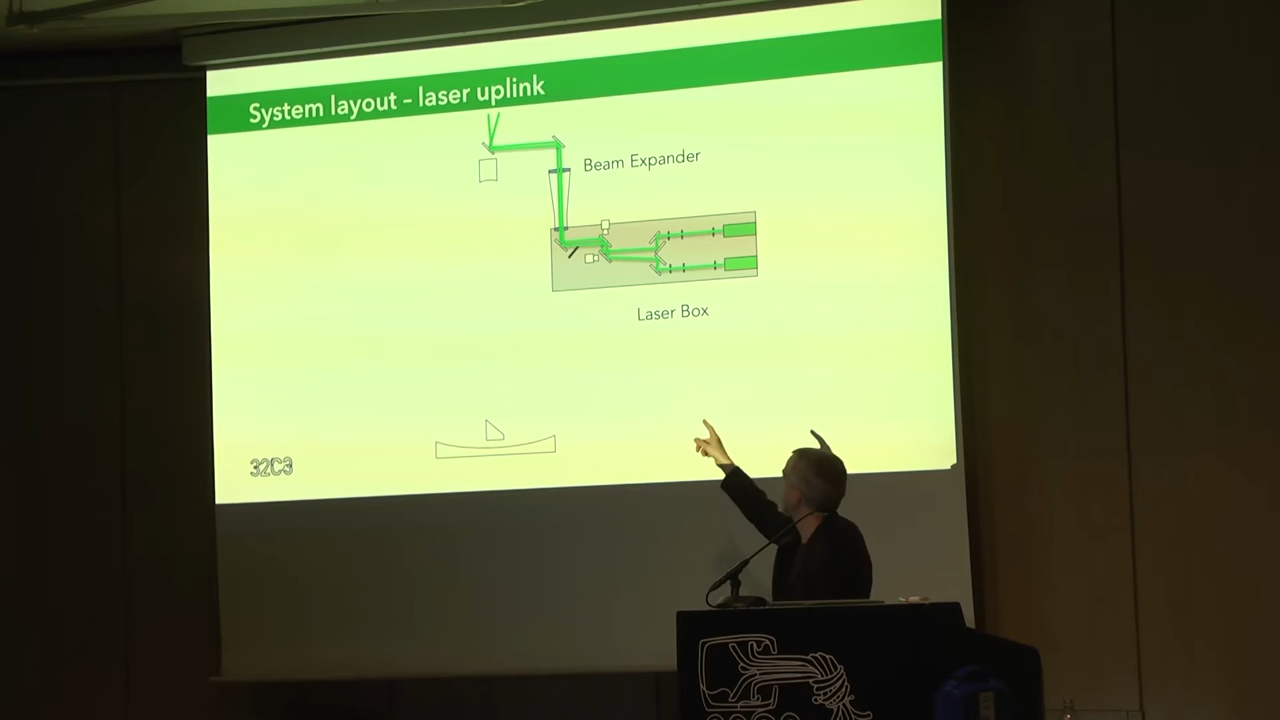 System layout – laser uplink
Beam Expander
Laser Box
32C3